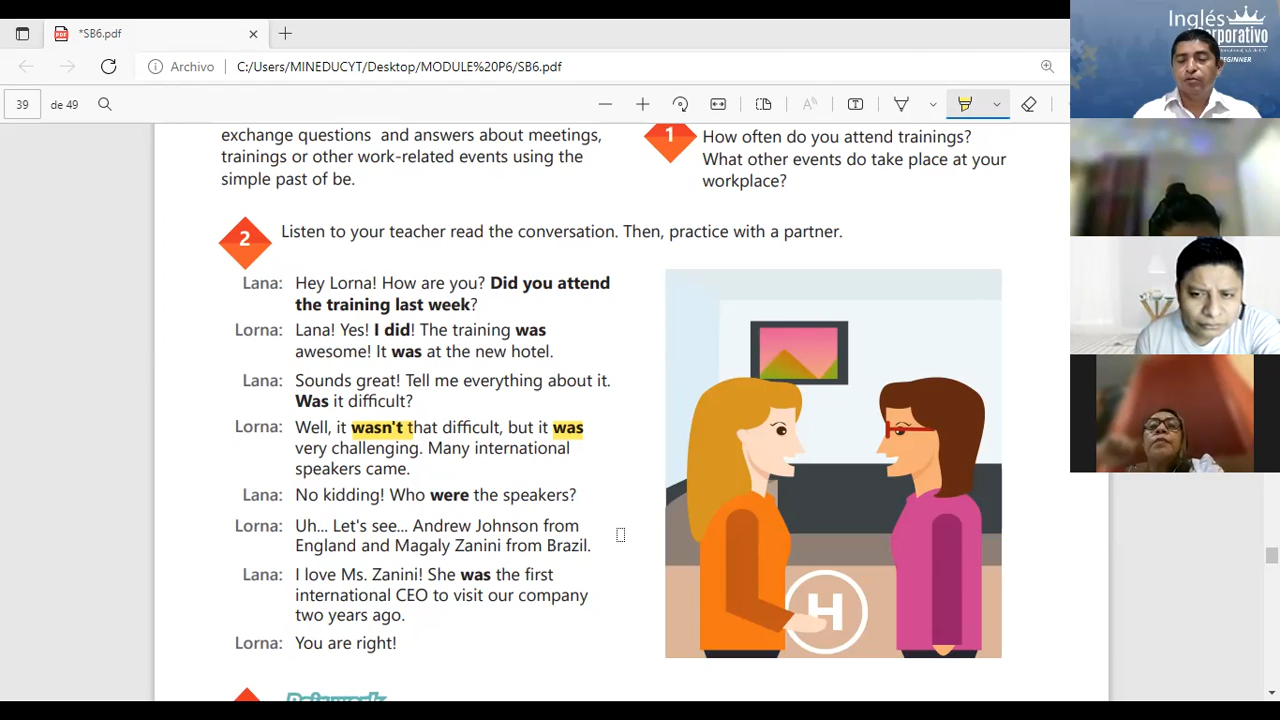 *SB6.pdf
Archivo
C:/Users/MINEDUCYT/Desktop/MODULE%20P6/SB6.pdf
39 de 49
exchange questions and answers about meetings,
trainings or other work-related events using the
simple past of be.
1
How often do you attend trainings?
What other events do take place at your
workplace?
2
Listen to your teacher read the conversation. Then, practice with a partner.
Lana: Hey Lorna! How are you? Did you attend
the training last week?
Lorna: Lana! Yes! I did! The training was
awesome! It was at the new hotel.
Lana: Sounds great! Tell me everything about it.
Was it difficult?
Lorna: Well, it wasn't that difficult, but it was
very challenging. Many international
speakers came.
Lana: No kidding! Who were the speakers?
Lorna: Uh... Let's see... Andrew Johnson from
England and Magaly Zanini from Brazil.
Lana: I love Ms. Zanini! She was the first
international CEO to visit our company
two years ago.
Lorna: You are right!
H
Inglés